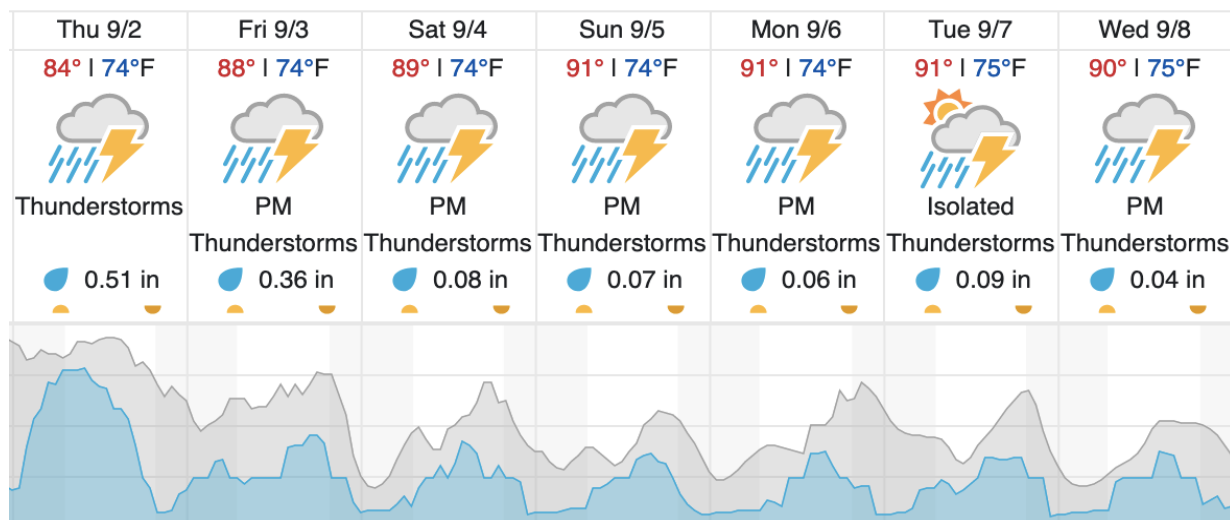 Thu 9/2 Fri 9/3 Sat 9/4 Sun 9/5 Mon 9/6 Tue 9/7 Wed 9/8
84° | 74°F 88° | 74°F 89° | 74°F 91° | 74°F 91° | 74°F 91° | 75°F 90° | 75°F
Thunderstorms PM PM PM PM Isolated PM
Thunderstorms Thunderstorms Thunderstorms Thunderstorms Thunderstorms Thunderstorms
0.51 in 0.36 in 0.08 in 0.07 in 0.06 in 0.09 in 0.04 in